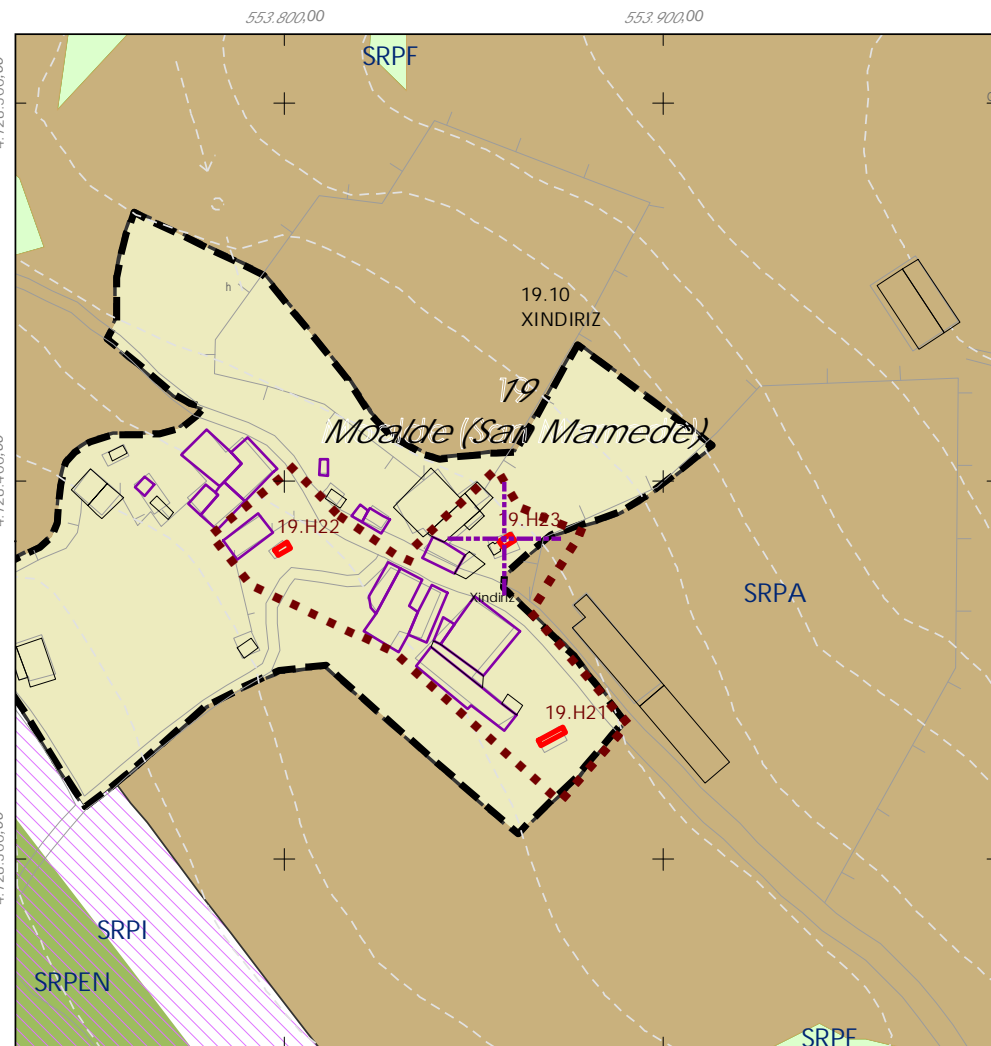 553.800,00
553.900,00
SRPF
h
19.10
XINDIRIZ
19
Moalde (San Mamede)
19.H22
9.H23
SRPA
Xindiriz
19.H21
SRPI
SRPEN
SRPF